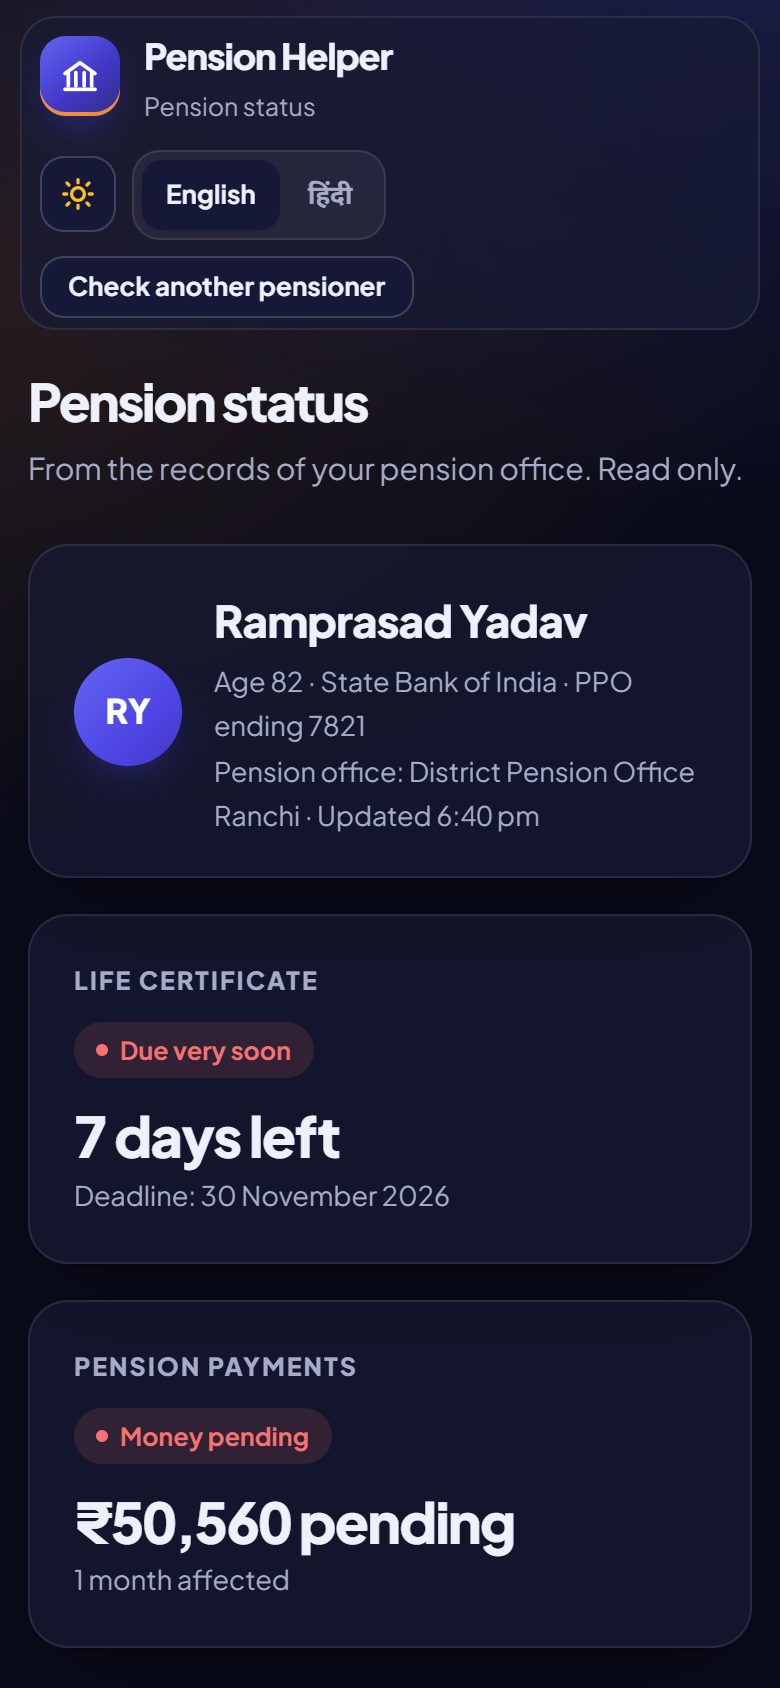 Pension Helper
Pension status
English
हिंदी
Check another pensioner
Pension status
From the records of your pension office. Read only.
RY
Ramprasad Yadav
Age 82 · State Bank of India · PPO
ending 7821
Pension office: District Pension Office
Ranchi · Updated 6:40 pm
LIFE CERTIFICATE
Due very soon
7 days left
Deadline: 30 November 2026
PENSION PAYMENTS
Money pending
₹50,560 pending
1 month affected